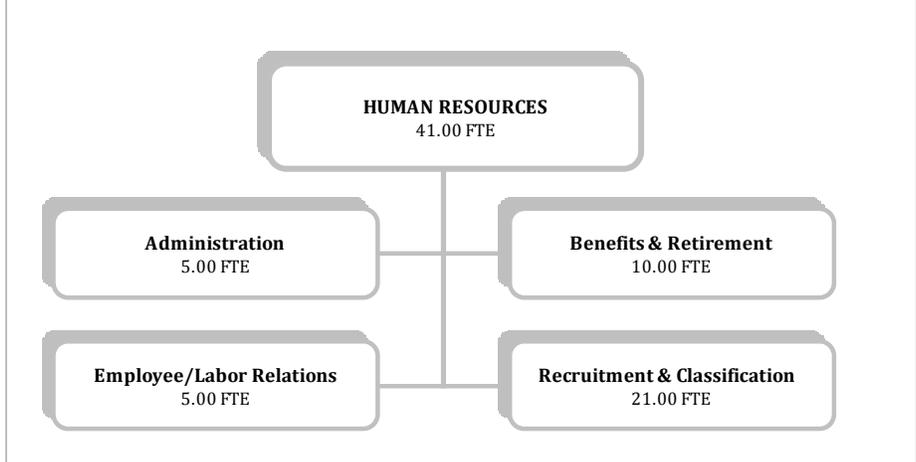 HUMAN RESOURCES
41.00 FTE
Administration
5.00 FTE
Benefits & Retirement
10.00 FTE
Employee/Labor Relations
5.00 FTE
Recruitment & Classification
21.00 FTE